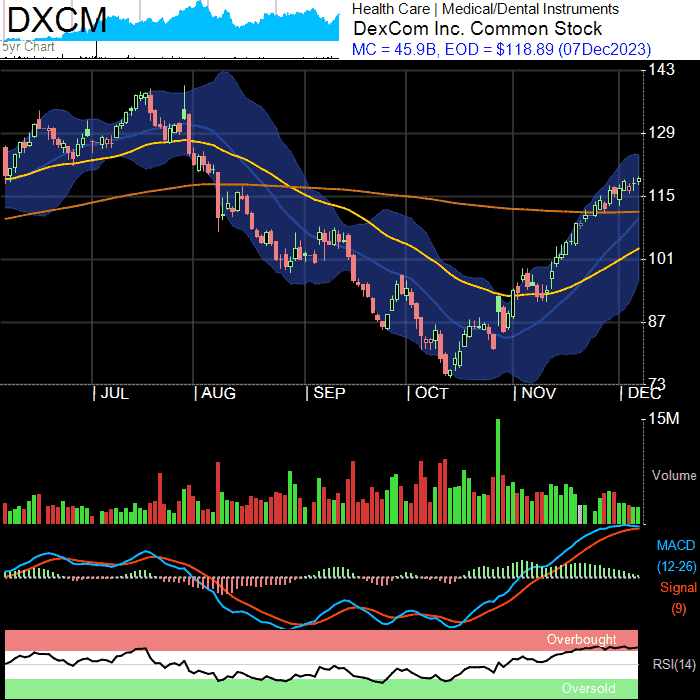 DXCM
5yr Chart
Health Care | Medical/Dental Instruments
DexCom Inc. Common Stock
MC = 45.9B, EOD = $118.89 (07Dec2023)
143
129
115
101
87
73
| JUL | AUG | SEP | OCT | NOV | DEC
15M
Volume
MACD
(12-26)
Signal
(9)
Overbought
RSI(14)
Oversold